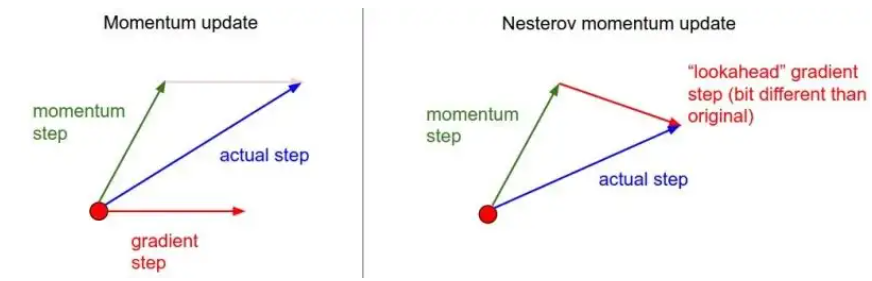 Momentum update
momentum
step
actual step
gradient
step
Nesterov momentum update
“lookahead” gradient
step (bit different than
original)
momentum
step
actual step